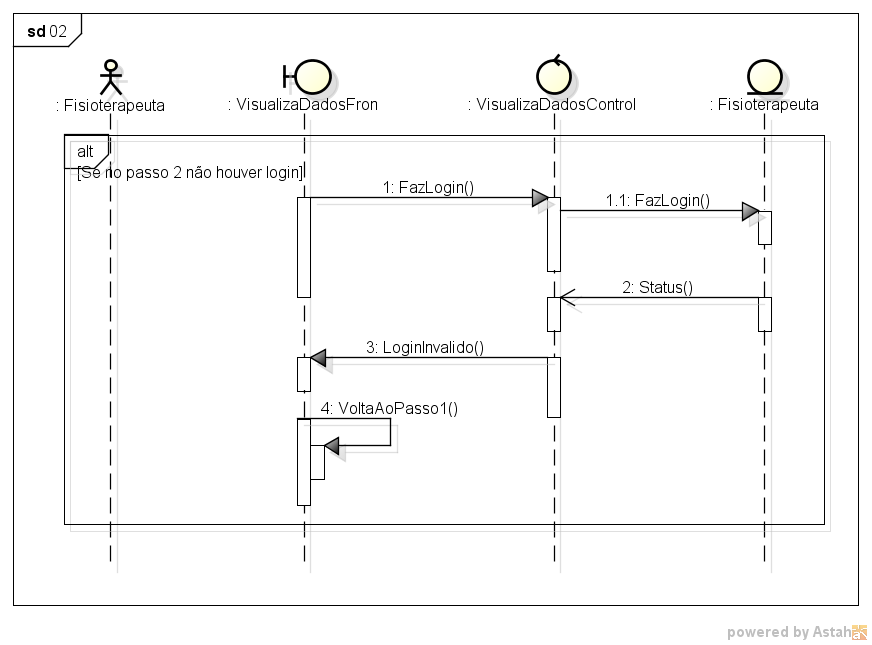 sd 02
: Fisioterapeuta
: VisualizaDadosFron
: VisualizaDadosControl
: Fisioterapeuta
alt
[Se no passo 2 não houver login]
1: FazLogin()
1.1: FazLogin()
2: Status()
3: LoginInvalido()
4: VoltaAoPasso1()
powered by Astah